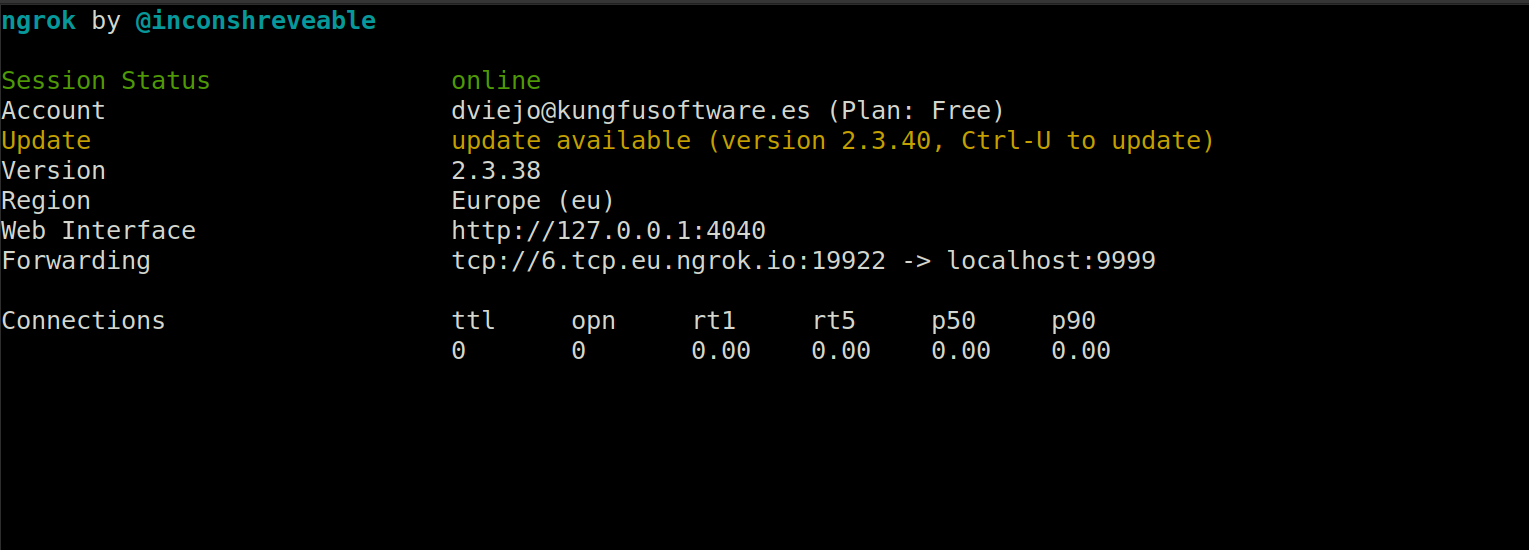 ngrok by @inconshreveable
Session Status online
Account dviejo@kungfusoftware.es (Plan: Free)
Update update available (version 2.3.40, Ctrl-U to update)
Version 2.3.38
Region Europe (eu)
Web Interface http://127.0.0.1:4040
Forwarding tcp://6.tcp.eu.ngrok.io:19922 -> localhost:9999
Connections ttl opn rt1 rt5 p50 p90
0 0 0.00 0.00 0.00 0.00